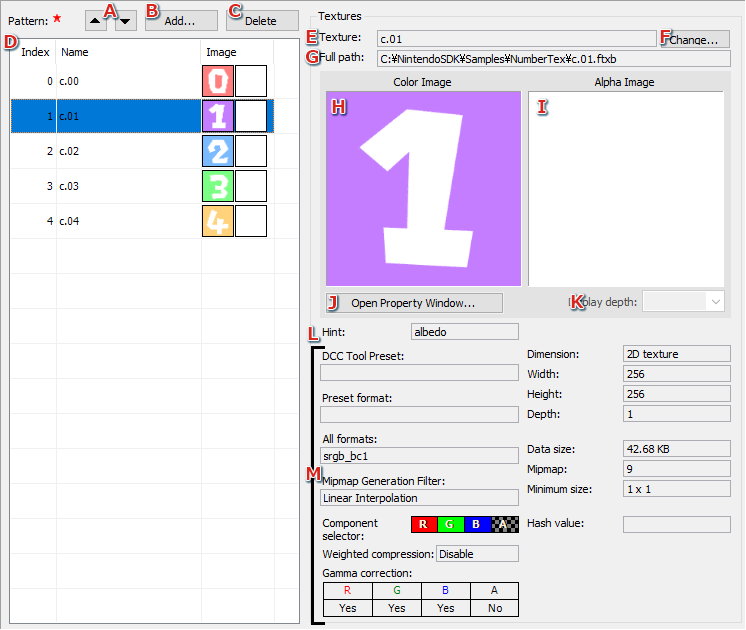 Pattern: * A B Add... C Delete
D Index Name Image
0 c.00 0
1 c.01 1
2 c.02 2
3 c.03 3
4 c.04 4
Textures
E Texture: c.01 F Change...
G Full path: C:¥NintendoSDK¥Samples¥NumberTex¥c.01.ftxb
Color Image Alpha Image
H I
1
J Open Property Window... K Display depth:
L Hint: albedo
M
DCC Tool Preset:
Preset format:
All formats:
srgb_bc1
Mipmap Generation Filter:
Linear Interpolation
Component selector: R G B A
Weighted compression: Disable
Gamma correction:
R G B A
Yes Yes Yes No
Dimension: 2D texture
Width: 256
Height: 256
Depth: 1
Data size: 42.68 KB
Mipmap: 9
Minimum size: 1 x 1
Hash value: